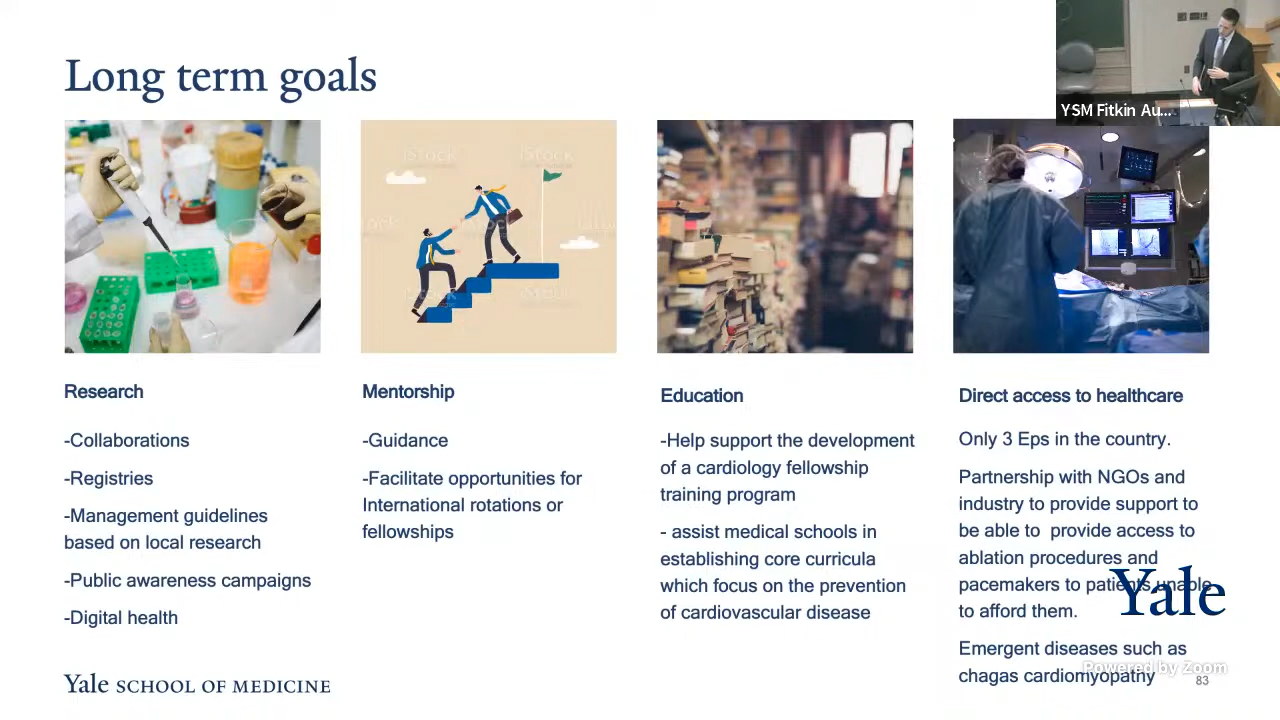 Long term goals
YSM Fitkin Au...
iStock
iStock
iStock
Research
-Collaborations
-Registries
-Management guidelines
based on local research
-Public awareness campaigns
-Digital health
Mentorship
-Guidance
-Facilitate opportunities for
International rotations or
fellowships
Education
-Help support the development
of a cardiology fellowship
training program
- assist medical schools in
establishing core curricula
which focus on the prevention
of cardiovascular disease
Direct access to healthcare
Only 3 Eps in the country.
Partnership with NGOs and
industry to provide support to
be able to provide access to
ablation procedures and
pacemakers to patients unable
to afford them.
Emergent diseases such as
chagas cardiomyopathy
Yale
Powered by Zoom
83
Yale SCHOOL OF MEDICINE